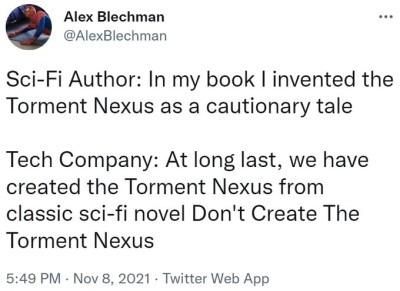 Alex Blechman
@AlexBlechman
Sci-Fi Author: In my book I invented the
Torment Nexus as a cautionary tale
Tech Company: At long last, we have
created the Torment Nexus from
classic sci-fi novel Don't Create The
Torment Nexus
5:49 PM · Nov 8, 2021 · Twitter Web App